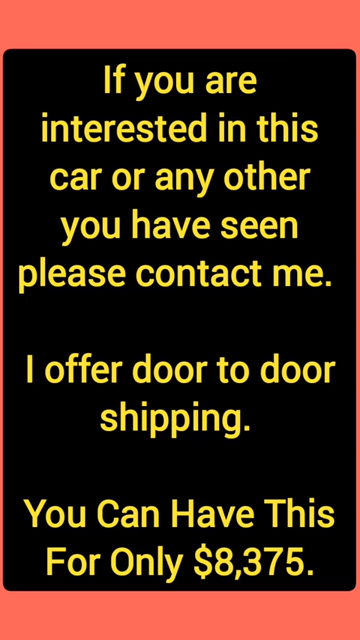 If you are
interested in this
car or any other
you have seen
please contact me.
I offer door to door
shipping.
You Can Have This
For Only $8,375.